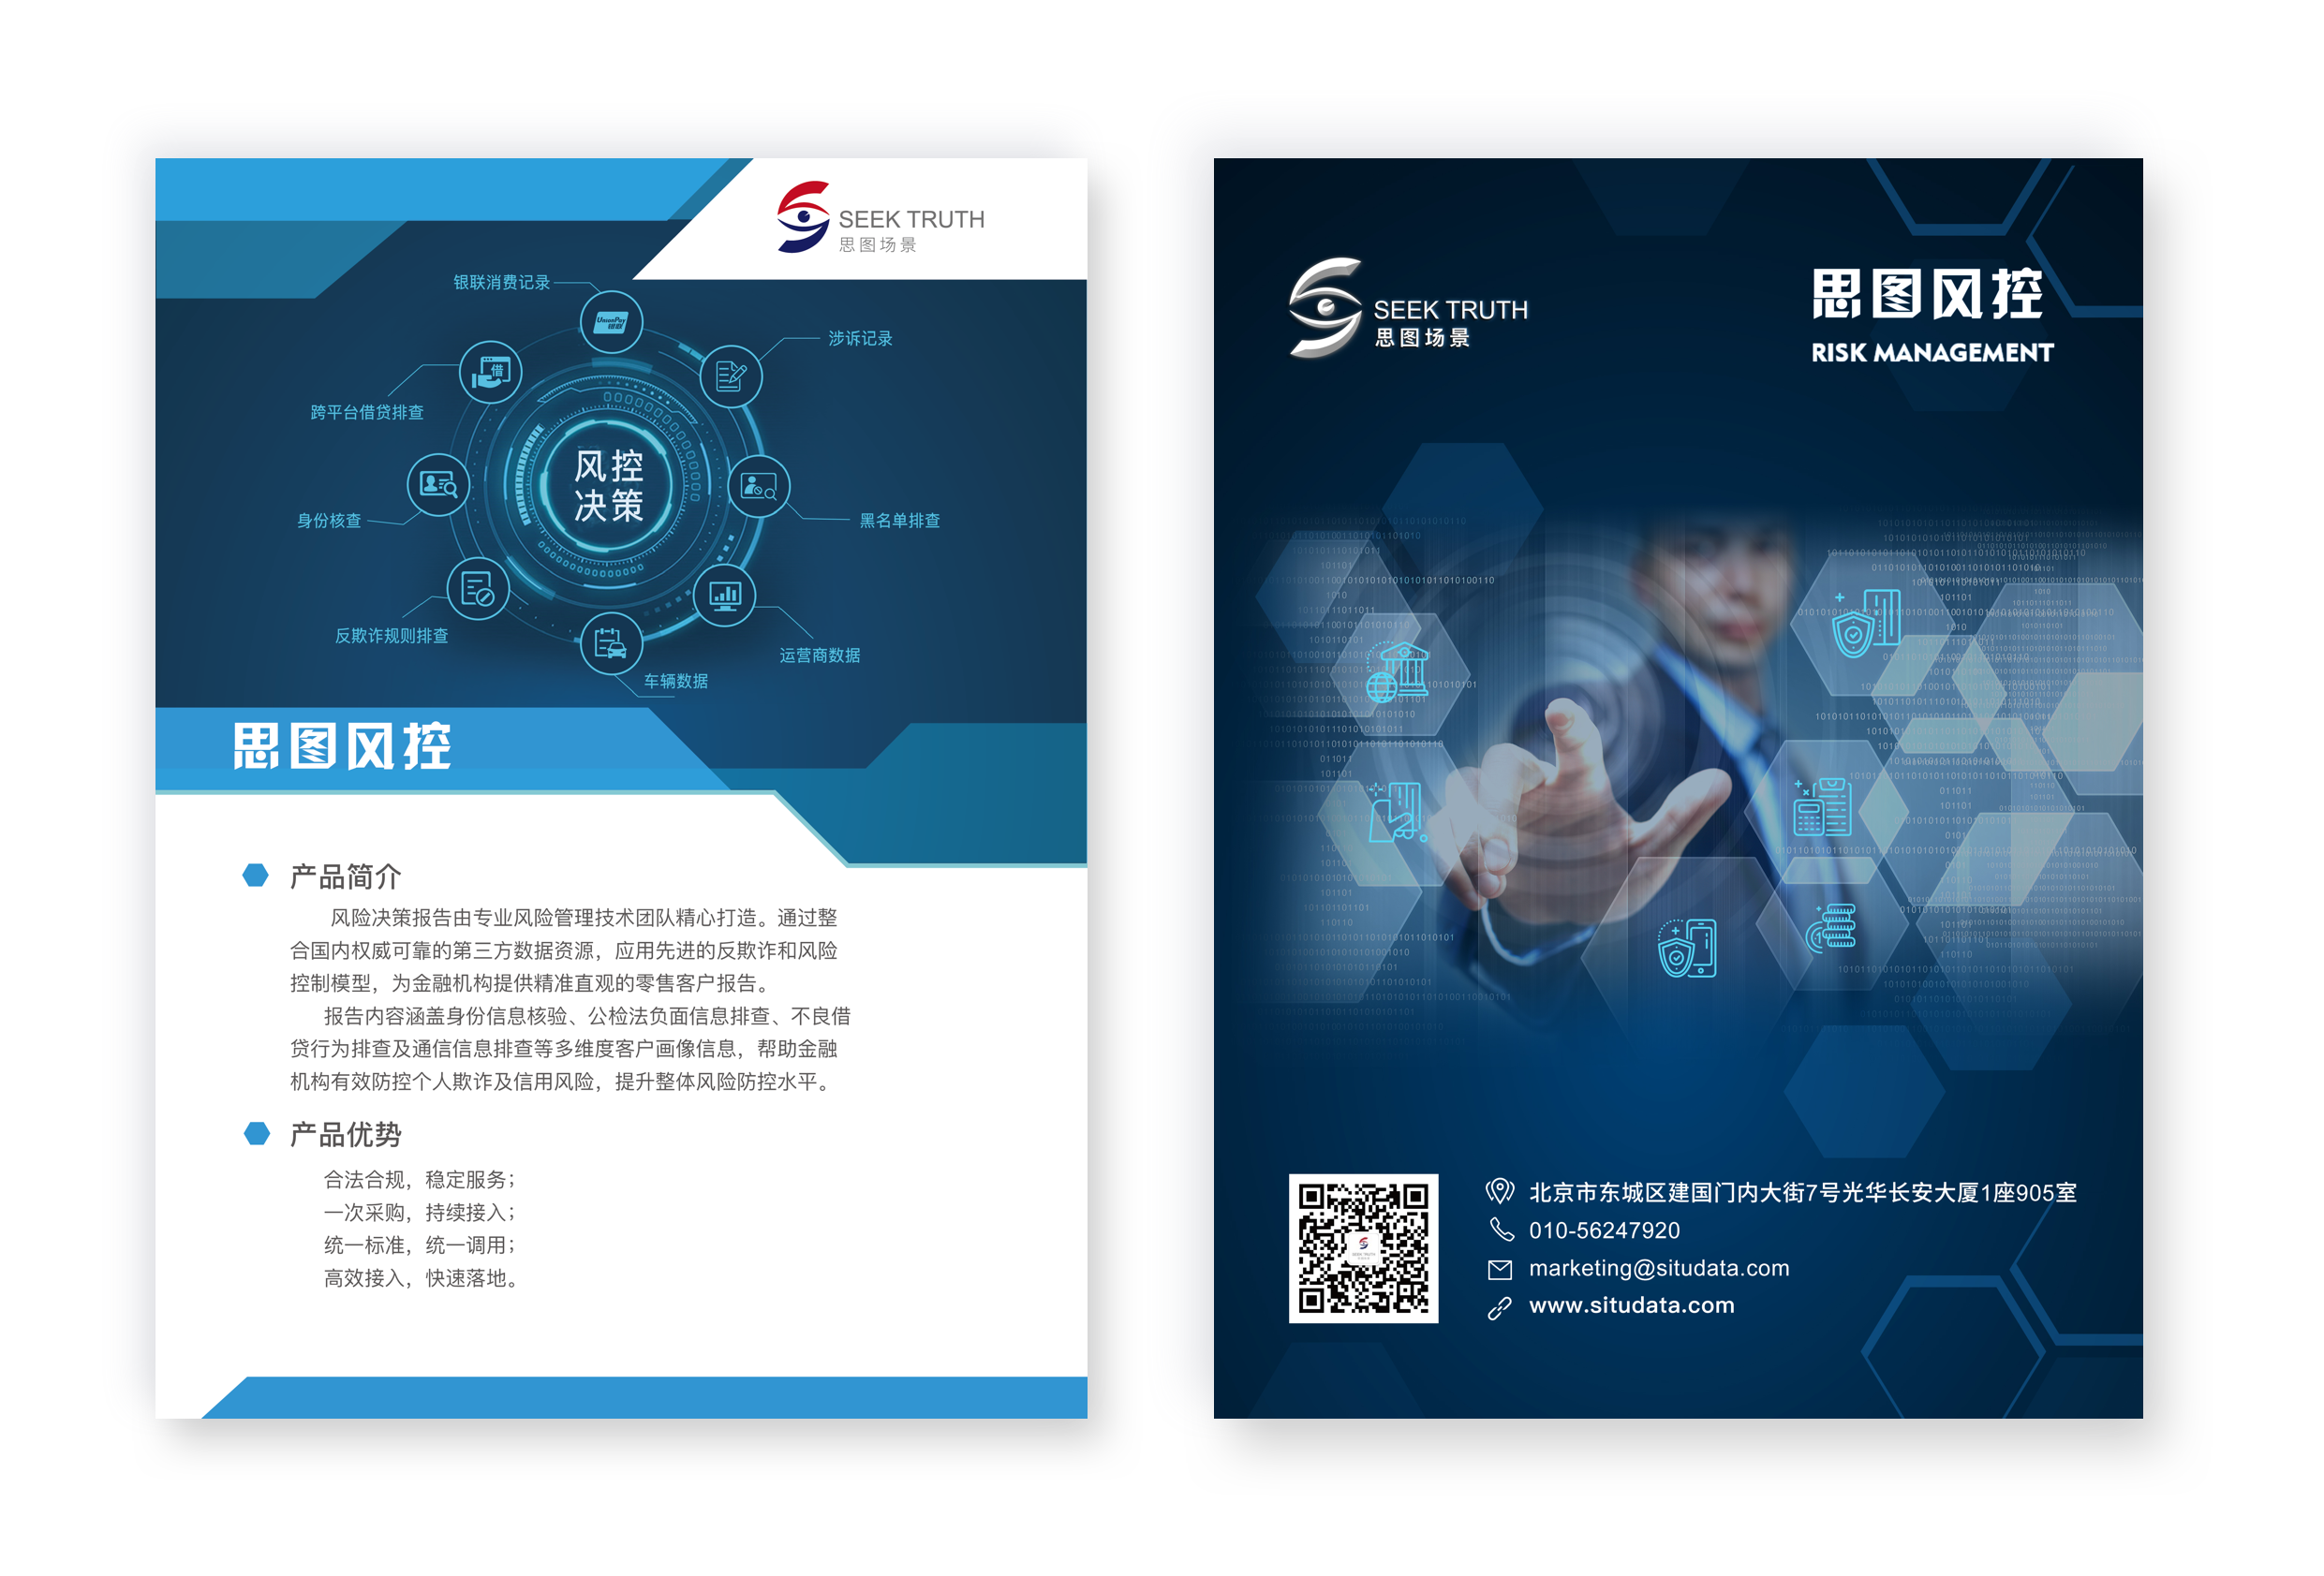 SEEK TRUTH
思图场景
银联消费记录
涉诉记录
UnionPay
银联
借
跨平台借贷排查
风控
决策
身份核查
黑名单排查
反欺诈规则排查
运营商数据
车辆数据
思图风控
产品简介
风险决策报告由专业风险管理技术团队精心打造。通过整
合国内权威可靠的第三方数据资源，应用先进的反欺诈和风险
控制模型，为金融机构提供精准直观的零售客户报告。
报告内容涵盖身份信息核验、公检法负面信息排查、不良借
贷行为排查及通信信息排查等多维度客户画像信息，帮助金融
机构有效防控个人欺诈及信用风险，提升整体风险防控水平。
产品优势
合法合规，稳定服务；
一次采购，持续接入；
统一标准，统一调用；
高效接入，快速落地。
SEEK TRUTH
思图场景
思图风控
RISK MANAGEMENT
北京市东城区建国门内大街7号光华长安大厦1座905室
010-56247920
marketing@situdata.com
www.situdata.com